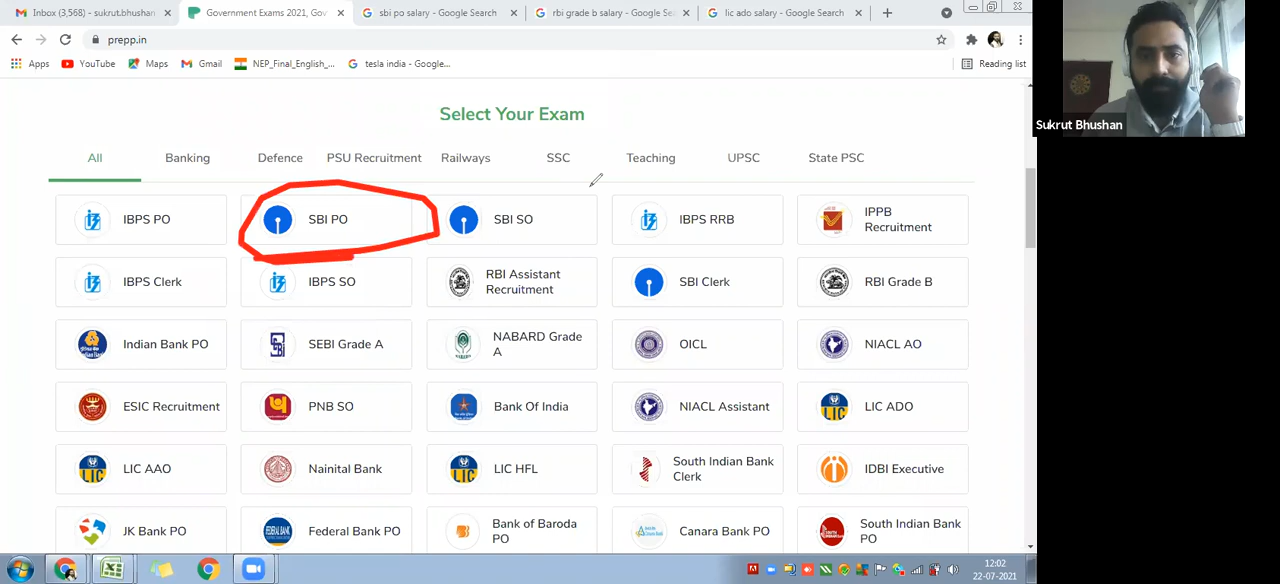 Inbox (3,568) - sukrut.bhushan
Government Exams 2021, Gov
sbi po salary - Google Search
rbi grade b salary - Google Se
lic ado salary - Google Search
prepp.in
Apps
YouTube
Maps
Gmail
NEP_Final_English_...
tesla india - Google...
Reading list
Sukrut Bhushan
Select Your Exam
All Banking Defence PSU Recruitment Railways SSC Teaching UPSC State PSC
IBPS PO
SBI PO
SBI SO
IBPS RRB
IPPB
Recruitment
IBPS Clerk
IBPS SO
RBI Assistant
Recruitment
SBI Clerk
RBI Grade B
Indian Bank PO
SEBI Grade A
NABARD Grade
A
OICL
NIACL AO
ESIC Recruitment
PNB SO
Bank Of India
NIACL Assistant
LIC ADO
LIC AAO
Nainital Bank
LIC HFL
South Indian Bank
Clerk
IDBI Executive
JK Bank PO
Federal Bank PO
Bank of Baroda
PO
Canara Bank PO
South Indian Bank
PO
12:02
22-07-2021